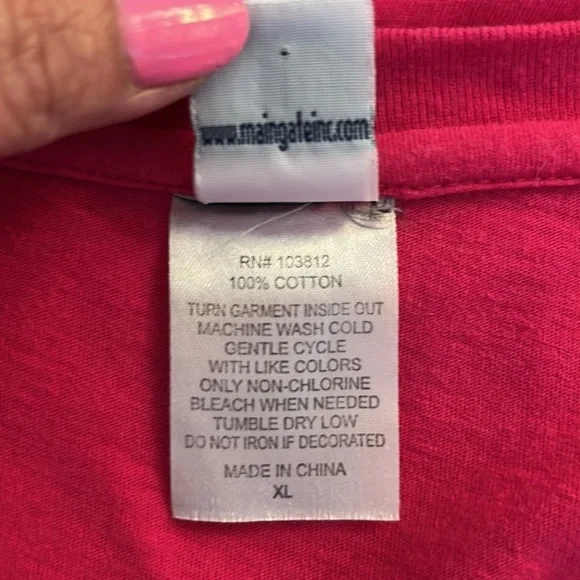 www.maingateinc.com
RN# 103812
100% COTTON
TURN GARMENT INSIDE OUT
MACHINE WASH COLD
GENTLE CYCLE
WITH LIKE COLORS
ONLY NON-CHLORINE
BLEACH WHEN NEEDED
TUMBLE DRY LOW
DO NOT IRON IF DECORATED
MADE IN CHINA
XL